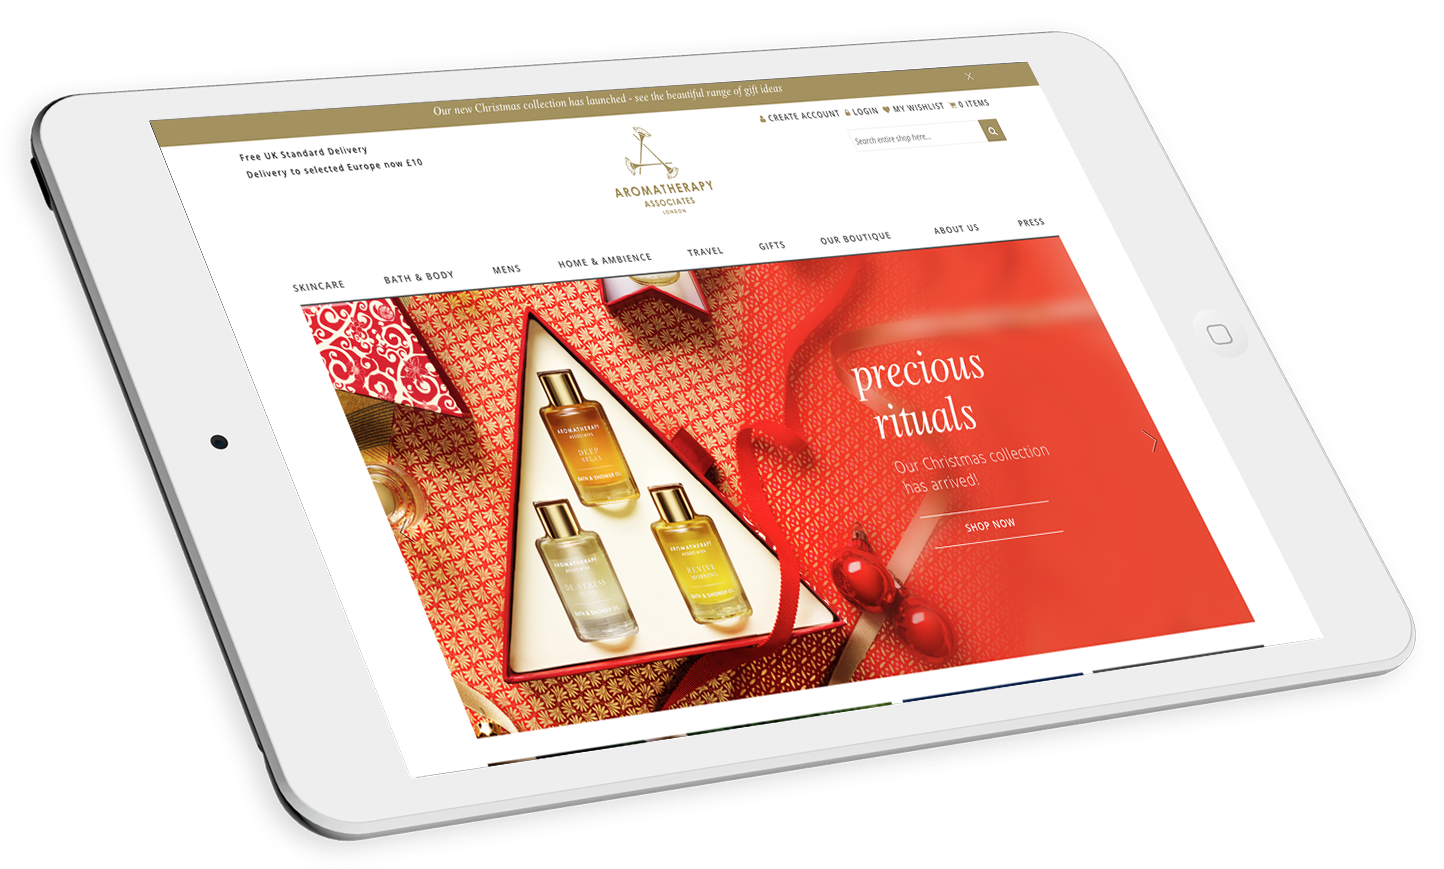 Our new Christmas collection has launched - see the beautiful range of gift ideas
Free UK Standard Delivery
Delivery to selected Europe now £10
CREATE ACCOUNT LOGIN MY WISHLIST 0 ITEMS
Search entire shop here...
AROMATHERAPY
ASSOCIATES
LONDON
SKINCARE BATH & BODY MENS HOME & AMBIENCE TRAVEL GIFTS OUR BOUTIQUE ABOUT US PRESS
precious
rituals
Our Christmas collection
has arrived!
SHOP NOW
AROMATHERAPY
ASSOCIATES
DEEP
RELAX
BATH & SHOWER OIL
AROMATHERAPY
ASSOCIATES
DE-STRESS
BATH & SHOWER OIL
AROMATHERAPY
ASSOCIATES
REVIVE
MORNING
BATH & SHOWER OIL